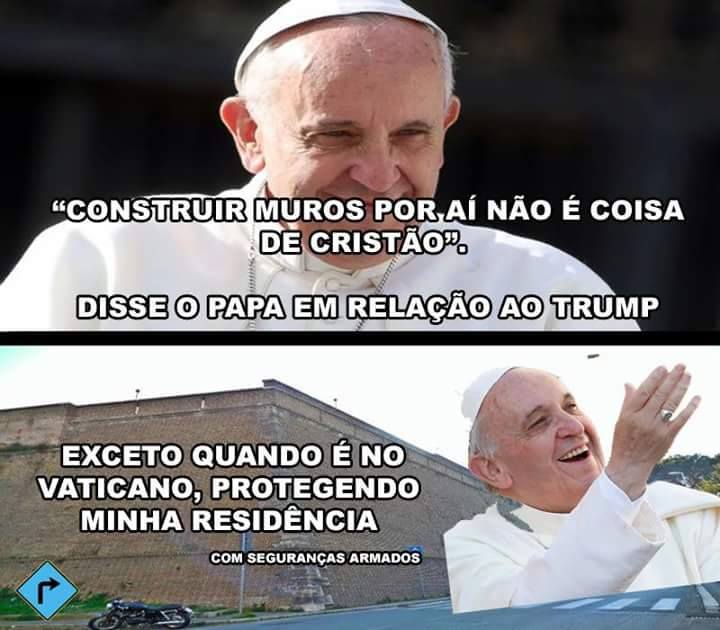 “CONSTRUIR MUROS POR AÍ NÃO É COISA
DE CRISTÃO”.
DISSE O PAPA EM RELAÇÃO AO TRUMP
EXCETO QUANDO É NO
VATICANO, PROTEGENDO
MINHA RESIDÊNCIA
COM SEGURANÇAS ARMADOS